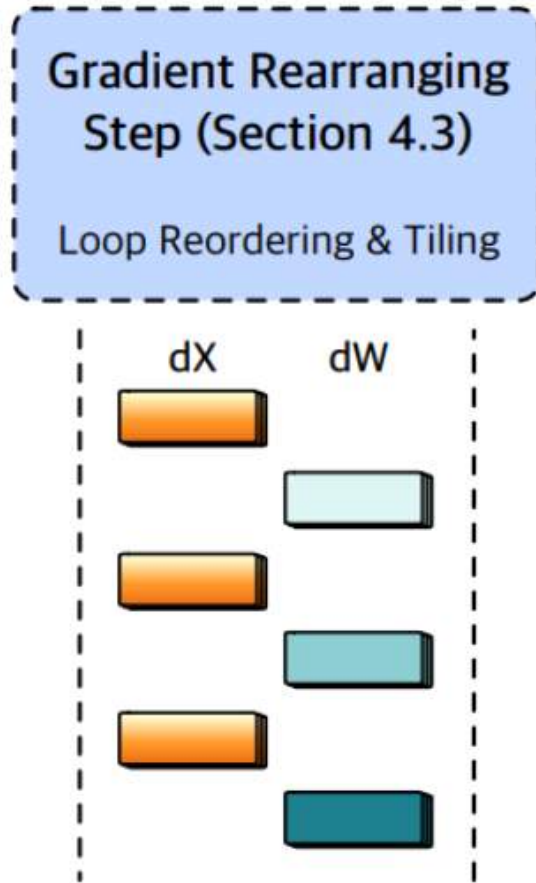 Gradient Rearranging
Step (Section 4.3)
Loop Reordering & Tiling
dX dW